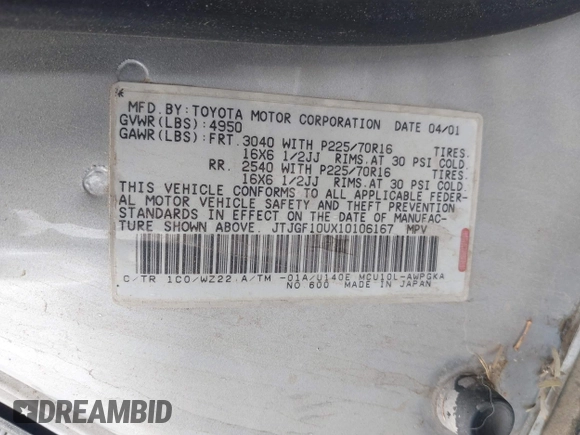 MFD. BY: TOYOTA MOTOR CORPORATION DATE 04/01
GVWR(LBS): 4950
GAWR(LBS): FRT. 3040 WITH P225/70R16 TIRES.
16X6 1/2JJ RIMS. AT 30 PSI COLD.
RR. 2540 WITH P225/70R16 TIRES.
16X6 1/2JJ RIMS. AT 30 PSI COLD.
THIS VEHICLE CONFORMS TO ALL APPLICABLE FEDER-
AL MOTOR VEHICLE SAFETY AND THEFT PREVENTION
STANDARDS IN EFFECT ON THE DATE OF MANUFAC-
TURE SHOWN ABOVE. JTJGF10UX10106167 MPV
C/TR 1C0/WZ22 A/TM -01A/U140E MCU10L-AWPGKA
NO 600 MADE IN JAPAN
DREAMBID